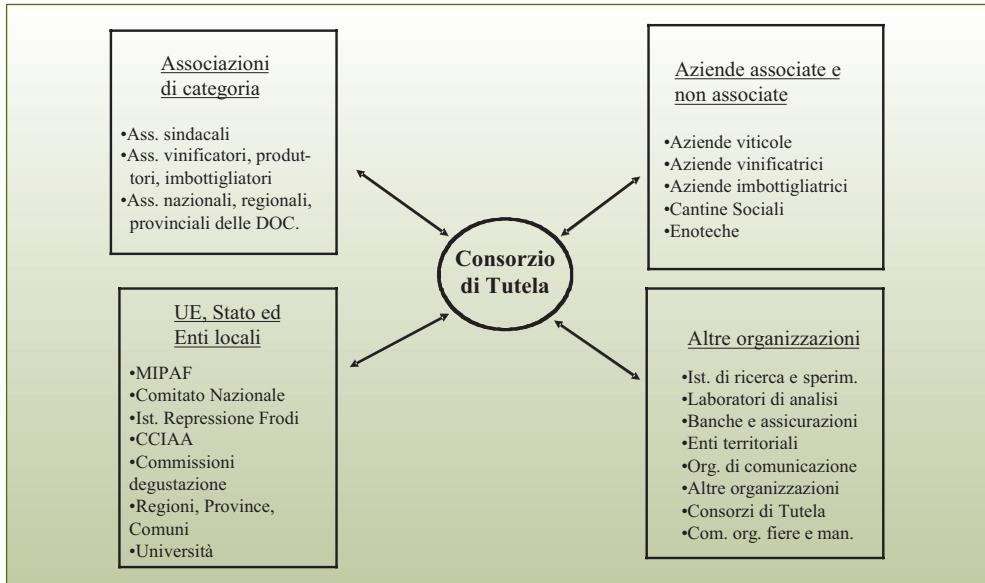 Associazioni
di categoria
•Ass. sindacali
•Ass. vinificatori, produt-
tori, imbottigliatori
•Ass. nazionali, regionali,
provinciali delle DOC.
Aziende associate e
non associate
•Aziende viticole
•Aziende vinificatrici
•Aziende imbottigliatrici
•Cantine Sociali
•Enoteche
Consorzio
di Tutela
UE, Stato ed
Enti locali
•MIPAF
•Comitato Nazionale
•Ist. Repressione Frodi
•CCIAA
•Commissioni
degustazione
•Regioni, Province,
Comuni
•Università
Altre organizzazioni
•Ist. di ricerca e sperim.
•Laboratori di analisi
•Banche e assicurazioni
•Enti territoriali
•Org. di comunicazione
•Altre organizzazioni
•Consorzi di Tutela
•Com. org. fiere e man.